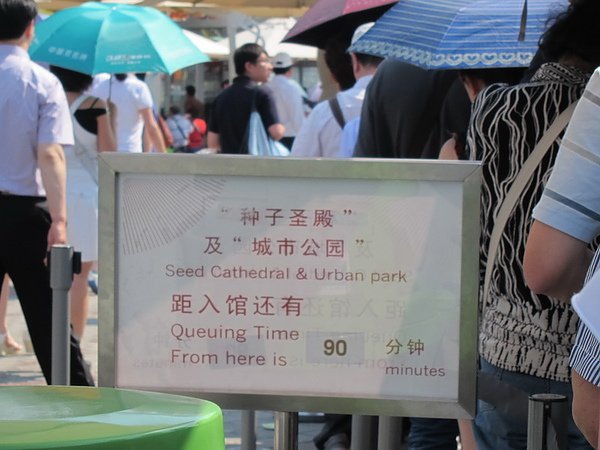 “种子圣殿”
及“城市公园”
Seed Cathedral & Urban park
距入馆还有
Queuing Time
From here is 90 分钟
minutes